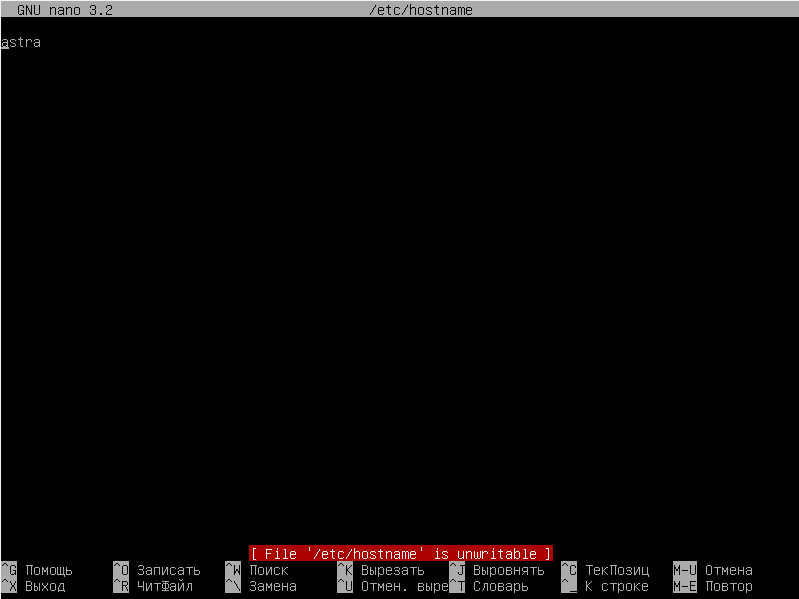 GNU nano 3.2 /etc/hostname
astra
[ File '/etc/hostname' is unwritable ]
^G Помощь ^O Записать ^W Поиск ^K Вырезать ^J Выровнять ^C ТекПозиц M-U Отмена
^X Выход ^R ЧитФайл ^\ Замена ^U Отмен. выре ^T Словарь ^_ К строке M-E Повтор